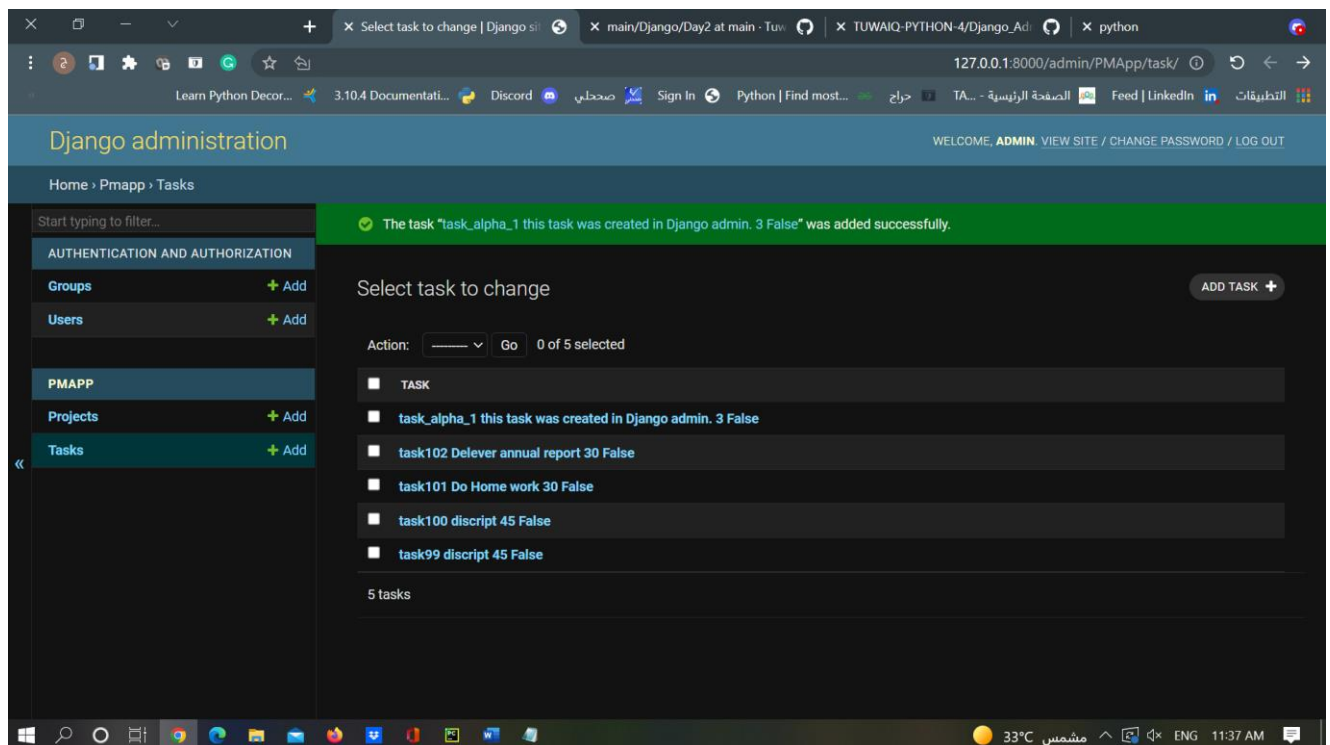 Select task to change | Django si
main/Django/Day2 at main · Tuw
TUWAIQ-PYTHON-4/Django_Ad
python
127.0.0.1:8000/admin/PMApp/task/
Learn Python Decor...
3.10.4 Documentati...
Discord
صححلي
Sign In
Python | Find most...
حراج
الصفحة الرئيسية - TA...
Feed | LinkedIn
التطبيقات
Django administration
WELCOME, ADMIN. VIEW SITE / CHANGE PASSWORD / LOG OUT
Home › Pmapp › Tasks
Start typing to filter...
The task “task_alpha_1 this task was created in Django admin. 3 False” was added successfully.
AUTHENTICATION AND AUTHORIZATION
Groups + Add
Users + Add
PMAPP
Projects + Add
Tasks + Add
«
Select task to change
ADD TASK +
Action: --------- Go 0 of 5 selected
TASK
task_alpha_1 this task was created in Django admin. 3 False
task102 Delever annual report 30 False
task101 Do Home work 30 False
task100 discript 45 False
task99 discript 45 False
5 tasks
33°C مشمس
ENG 11:37 AM